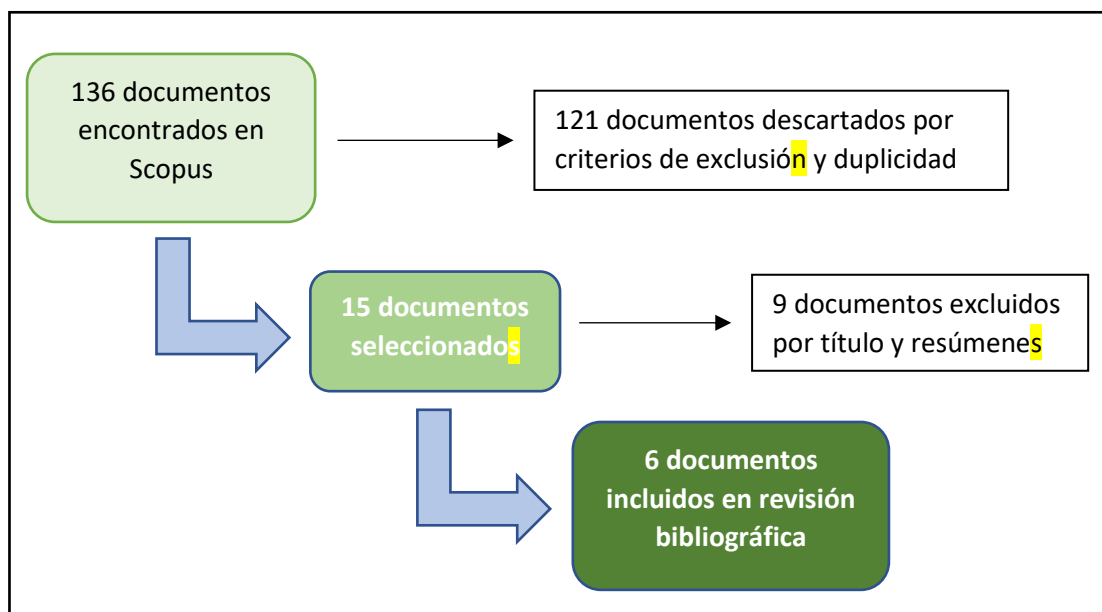 136 documentos
encontrados en
Scopus
121 documentos descartados por
criterios de exclusión y duplicidad
15 documentos
seleccionados
9 documentos excluidos
por título y resúmenes
6 documentos
incluidos en revisión
bibliográfica